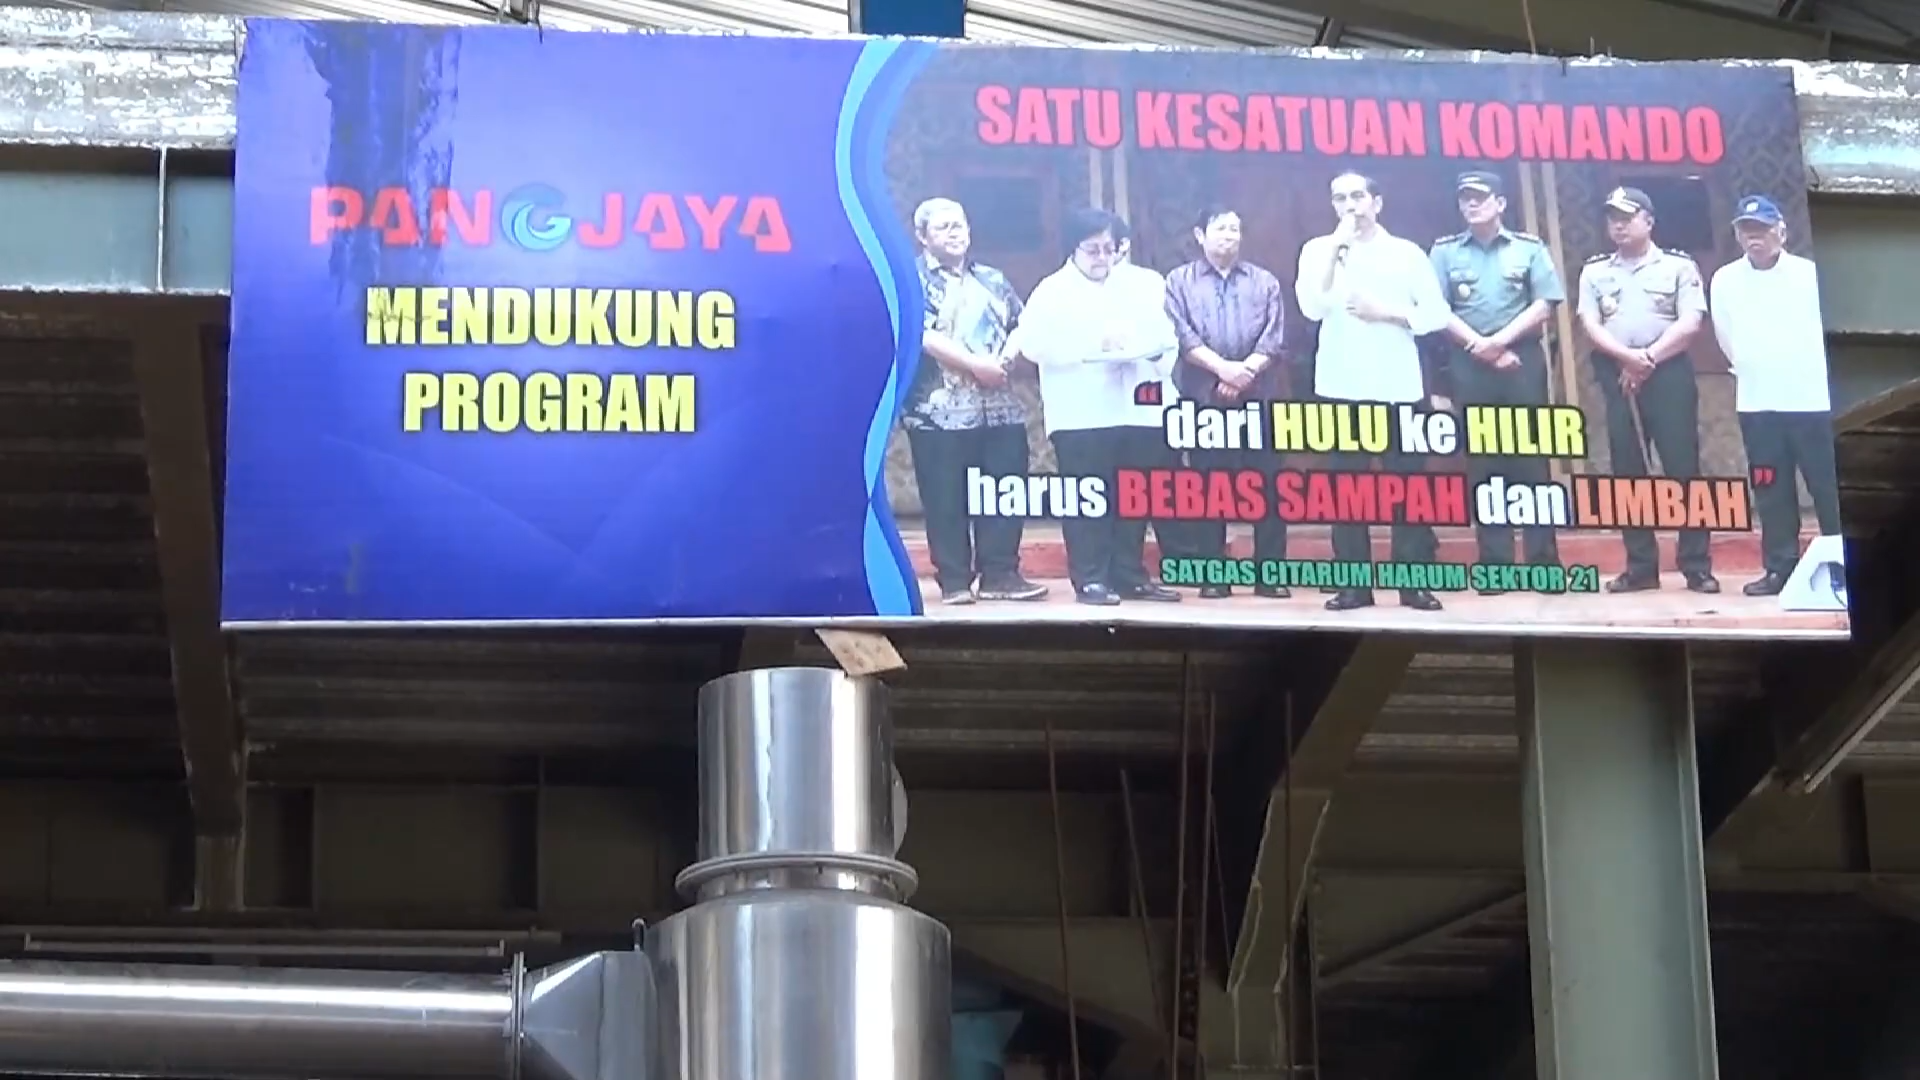 PANGJAYA
MENDUKUNG
PROGRAM
SATU KESATUAN KOMANDO
“dari HULU ke HILIR
harus BEBAS SAMPAH dan LIMBAH”
SATGAS CITARUM HARUM SEKTOR 21